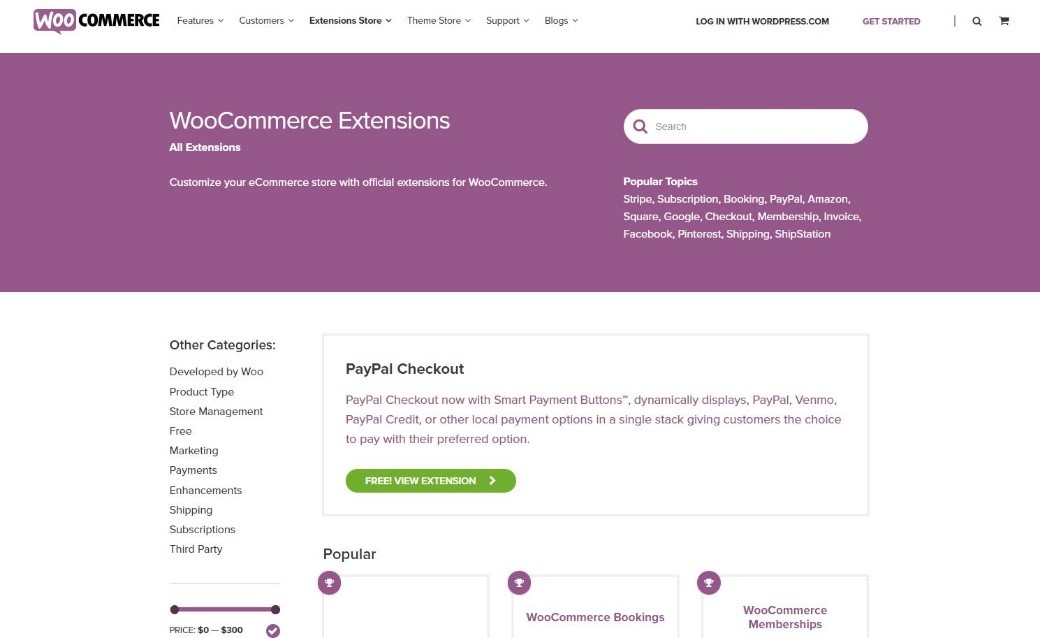 WOO COMMERCE
Features Customers Extensions Store Theme Store Support Blogs
LOG IN WITH WORDPRESS.COM GET STARTED
WooCommerce Extensions
All Extensions
Customize your eCommerce store with official extensions for WooCommerce.
Search
Popular Topics
Stripe, Subscription, Booking, PayPal, Amazon,
Square, Google, Checkout, Membership, Invoice,
Facebook, Pinterest, Shipping, ShipStation
Other Categories:
Developed by Woo
Product Type
Store Management
Free
Marketing
Payments
Enhancements
Shipping
Subscriptions
Third Party
PRICE: $0 — $300
PayPal Checkout
PayPal Checkout now with Smart Payment Buttons™, dynamically displays, PayPal, Venmo,
PayPal Credit, or other local payment options in a single stack giving customers the choice
to pay with their preferred option.
FREE! VIEW EXTENSION
Popular
WooCommerce Bookings
WooCommerce
Memberships